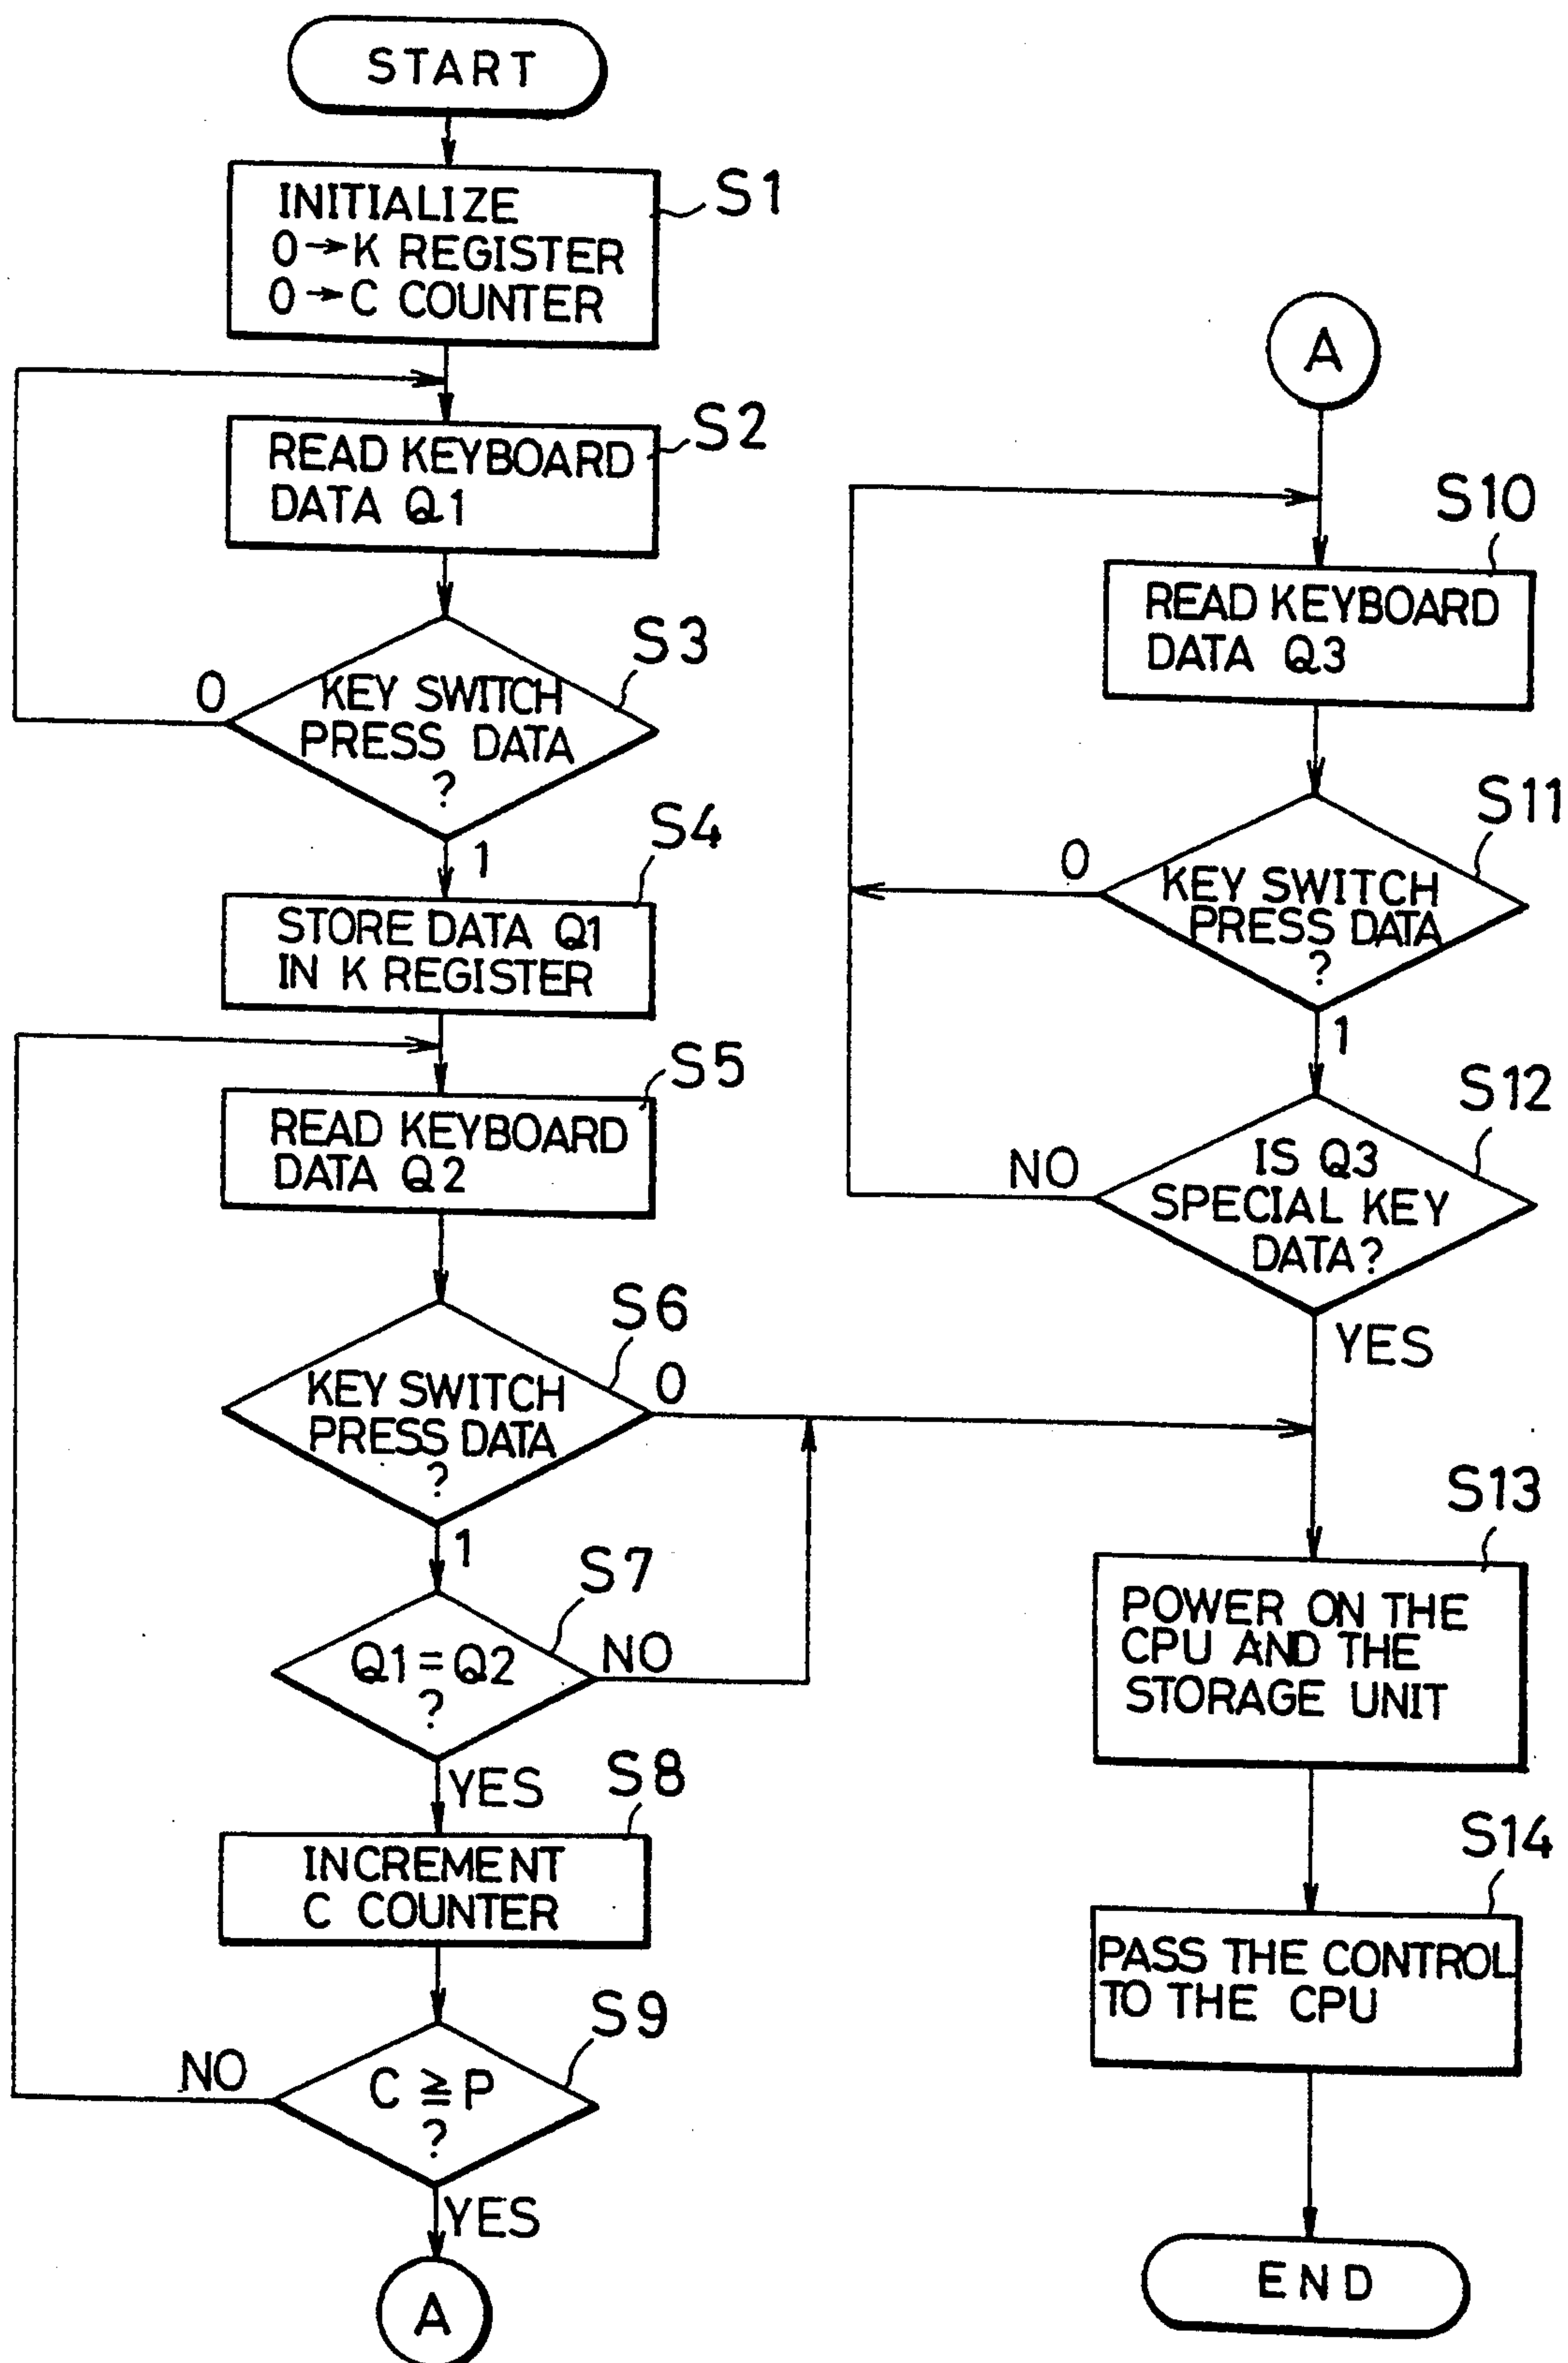 START
S1
INITIALIZE
0→K REGISTER
0→C COUNTER
S2
READ KEYBOARD
DATA Q1
S3
0
KEY SWITCH
PRESS DATA
?
1
S4
STORE DATA Q1
IN K REGISTER
S5
READ KEYBOARD
DATA Q2
S6
0
KEY SWITCH
PRESS DATA
?
1
S7
Q1=Q2
?
NO
YES
S8
INCREMENT
C COUNTER
S9
NO
C ≧ P
?
YES
A
A
S10
READ KEYBOARD
DATA Q3
S11
0
KEY SWITCH
PRESS DATA
?
1
S12
NO
IS Q3
SPECIAL KEY
DATA?
YES
S13
POWER ON THE
CPU AND THE
STORAGE UNIT
S14
PASS THE CONTROL
TO THE CPU
END